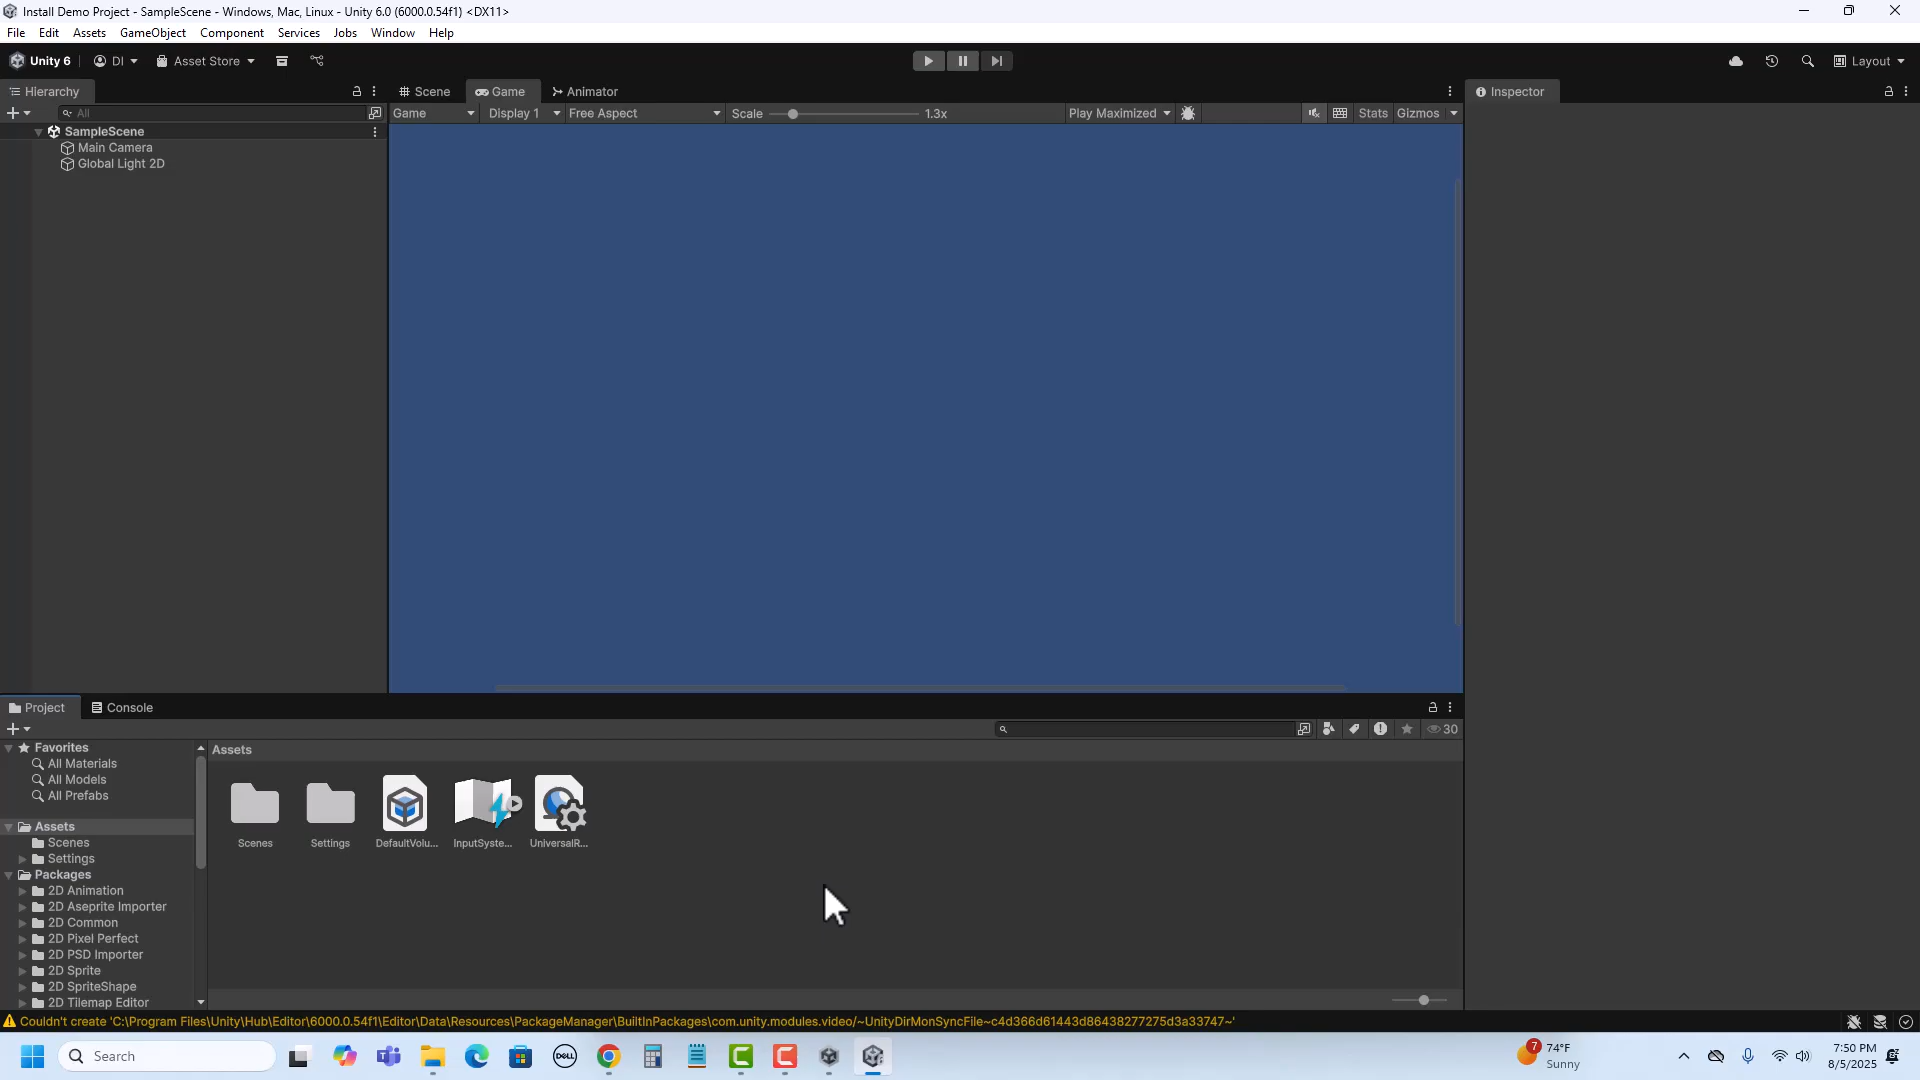 Install Demo Project - SampleScene - Windows, Mac, Linux - Unity 6.0 (6000.0.54f1) <DX11>
File Edit Assets GameObject Component Services Jobs Window Help
Unity 6 DI Asset Store Layout
Hierarchy
Scene Game Animator
Inspector
All
Game Display 1 Free Aspect Scale 1.3x Play Maximized Stats Gizmos
SampleScene
Main Camera
Global Light 2D
Project Console
30
Favorites
All Materials
All Models
All Prefabs
Assets
Scenes
Settings
Packages
2D Animation
2D Aseprite Importer
2D Common
2D Pixel Perfect
2D PSD Importer
2D Sprite
2D SpriteShape
2D Tilemap Editor
Assets
Scenes Settings DefaultVolu... InputSyste... UniversalR...
Couldn't create 'C:\Program Files\Unity\Hub\Editor\6000.0.54f1\Editor\Data\Resources\PackageManager\BuiltInPackages\com.unity.modules.video/~UnityDirMonSyncFile~c4d366d61443d86438277275d3a33747~'
Search
DELL
7
74°F
Sunny
7:50 PM
8/5/2025